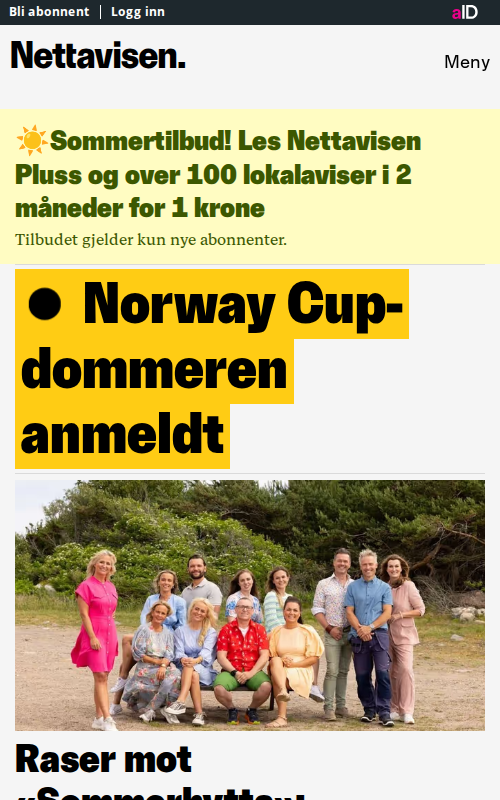 Bli abonnent | Logg inn
aID
Nettavisen.
Meny
☀️Sommertilbud! Les Nettavisen
Pluss og over 100 lokalaviser i 2
måneder for 1 krone
Tilbudet gjelder kun nye abonnenter.
● Norway Cup-
dommeren
anmeldt
Raser mot
«Sommerhytta»: